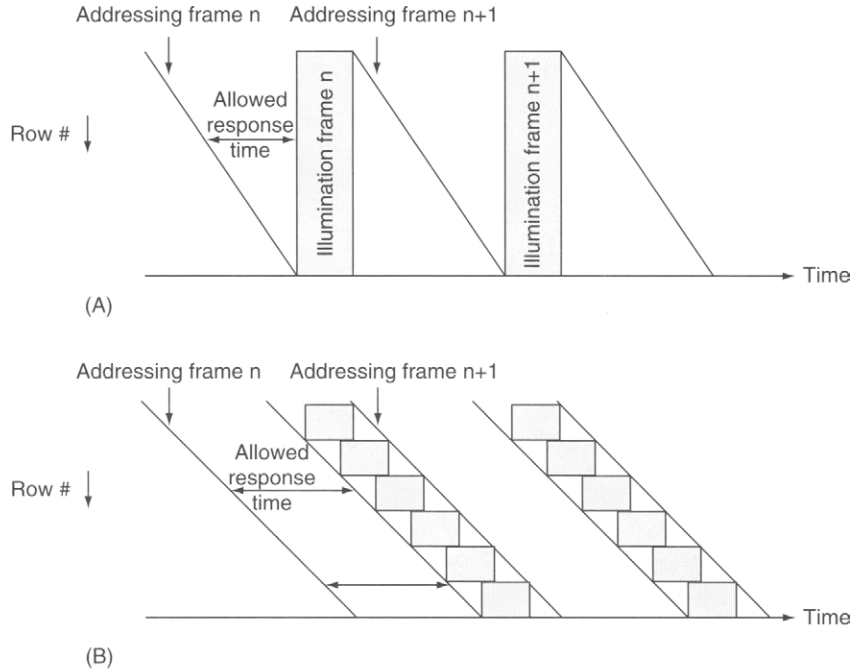 Addressing frame n
Addressing frame n+1
Allowed
response
time
Row #
Illumination frame n
Illumination frame n+1
Time
(A)
Addressing frame n
Addressing frame n+1
Allowed
response
time
Row #
Time
(B)